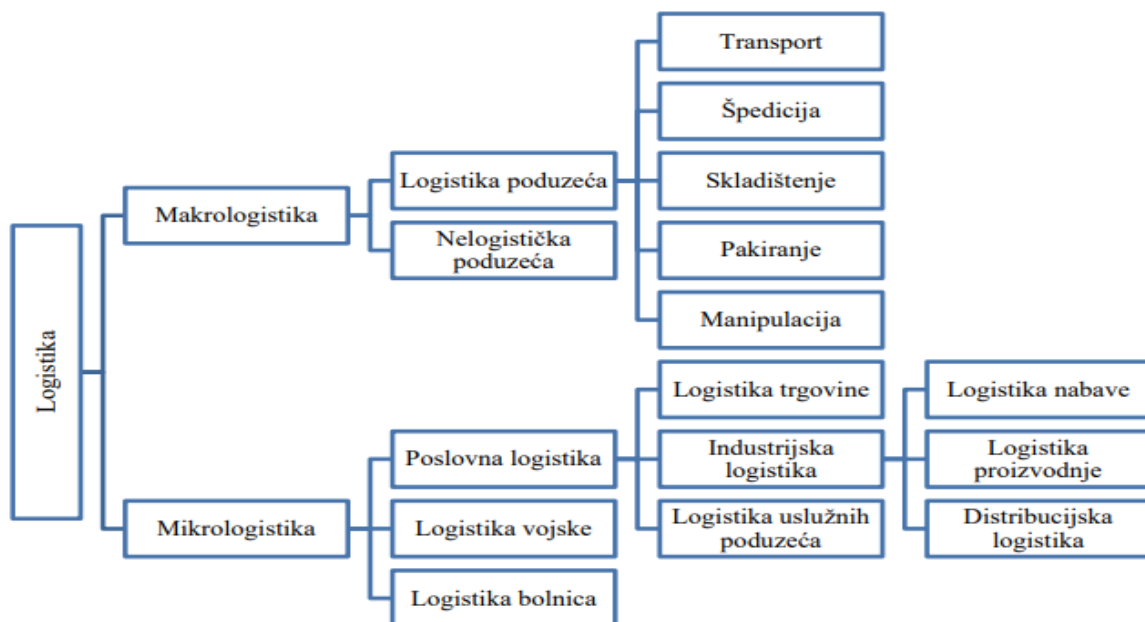 Logistika
Makrologistika
Mikrologistika
Logistika poduzeća
Nelogistička
poduzeća
Poslovna logistika
Logistika vojske
Logistika bolnica
Transport
Špedicija
Skladištenje
Pakiranje
Manipulacija
Logistika trgovine
Industrijska
logistika
Logistika uslužnih
poduzeća
Logistika nabave
Logistika
proizvodnje
Distribucijska
logistika